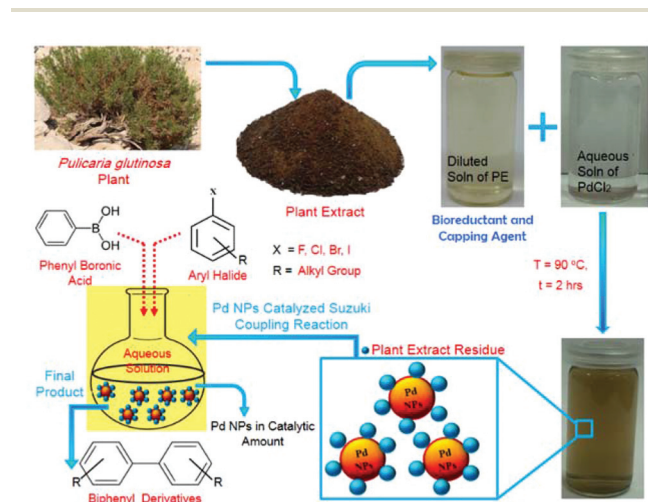 Pulicaria glutinosa
Plant
Plant Extract
Diluted
Soln of PE
Aqueous
Soln of
PdCl2
Bioreductant and
Capping Agent
T = 90 °C,
t = 2 hrs
OH
B
OH
Phenyl Boronic
Acid
X
R
Aryl Halide
X = F, Cl, Br, I
R = Alkyl Group
Pd NPs Catalyzed Suzuki
Coupling Reaction
Aqueous
Solution
Final
Product
Pd NPs in Catalytic
Amount
R
R
Biphenyl Derivatives
Plant Extract Residue
Pd
NPs
Pd
NPs
Pd
NPs